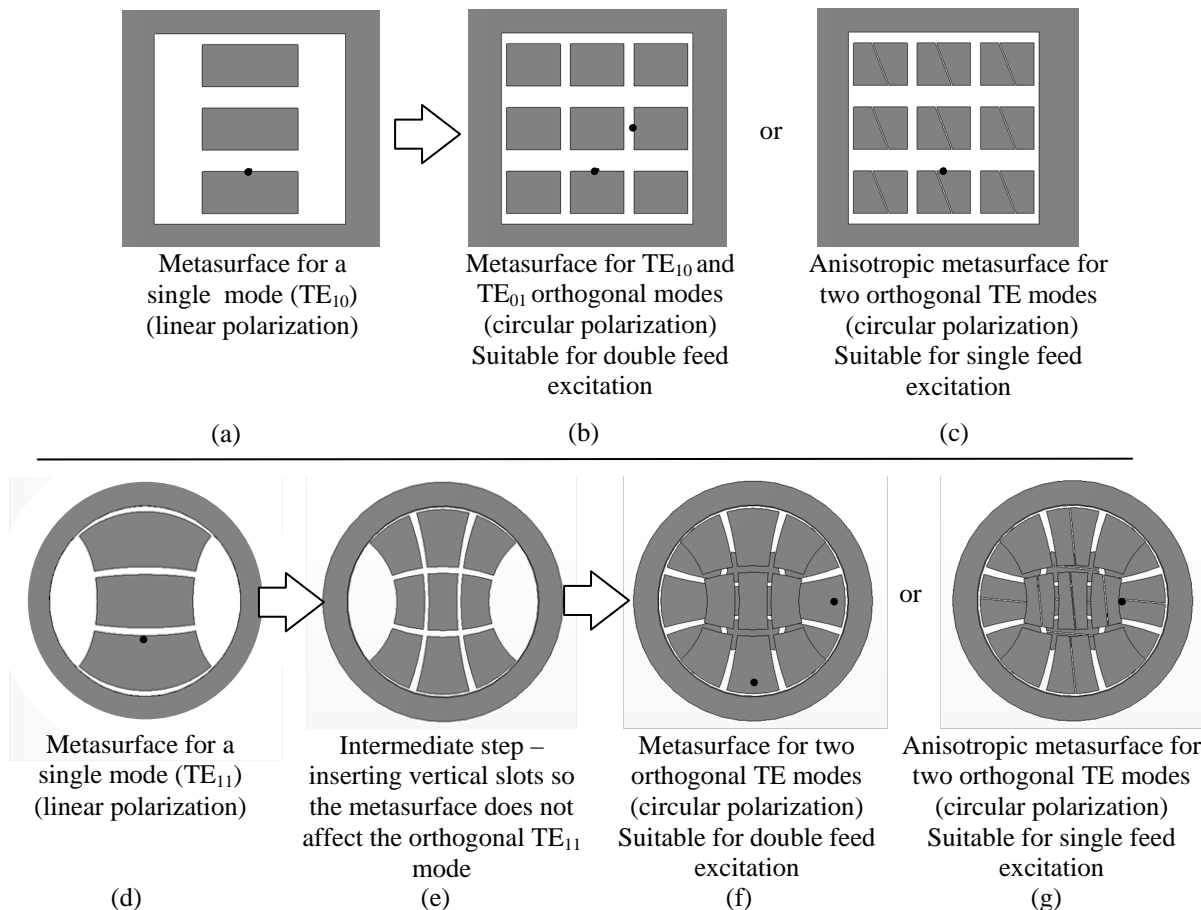 or
Metasurface for a
single mode (TE10)
(linear polarization)
Metasurface for TE10 and
TE01 orthogonal modes
(circular polarization)
Suitable for double feed
excitation
Anisotropic metasurface for
two orthogonal TE modes
(circular polarization)
Suitable for single feed
excitation
(a)
(b)
(c)
or
Metasurface for a
single mode (TE11)
(linear polarization)
Intermediate step –
inserting vertical slots so
the metasurface does not
affect the orthogonal TE11
mode
Metasurface for two
orthogonal TE modes
(circular polarization)
Suitable for double feed
excitation
Anisotropic metasurface for
two orthogonal TE modes
(circular polarization)
Suitable for single feed
excitation
(d)
(e)
(f)
(g)